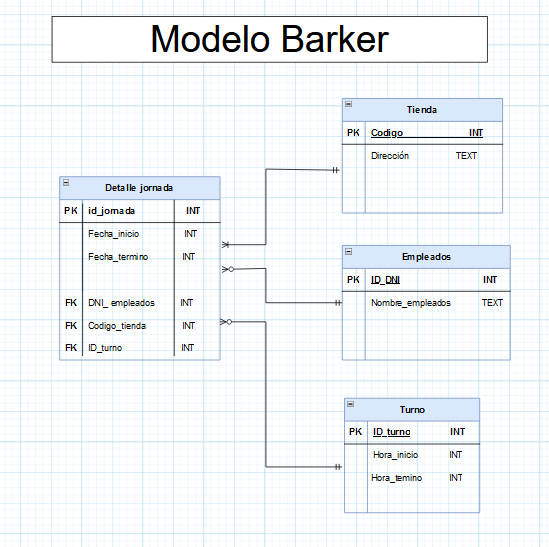 Modelo Barker
Tienda
PK Codigo INT
Dirección TEXT
Detalle jornada
PK id_jornada INT
Fecha_inicio INT
Fecha_termino INT
FK DNI_ empleados INT
FK Codigo_tienda INT
FK ID_turno INT
Empleados
PK ID_DNI INT
Nombre_empleados TEXT
Turno
PK ID_turno INT
Hora_inicio INT
Hora_temino INT